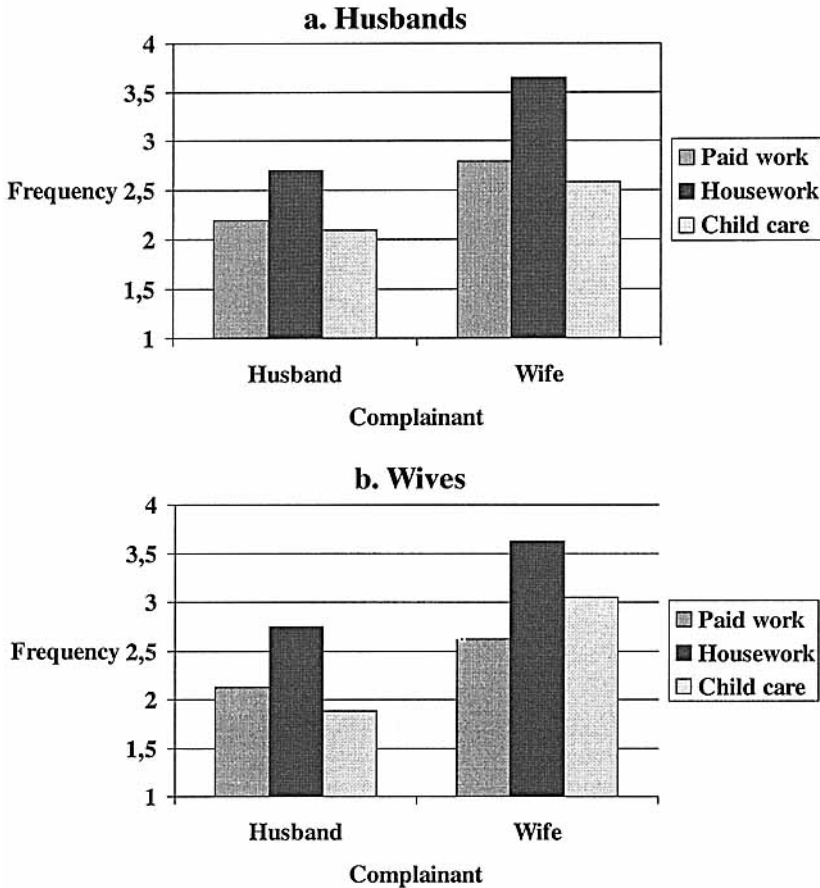 a. Husbands
4
3,5
3
Frequency 2,5
2
1,5
1
Husband Wife
Complainant
Paid work
Housework
Child care
b. Wives
4
3,5
3
Frequency 2,5
2
1,5
1
Husband Wife
Complainant
Paid work
Housework
Child care